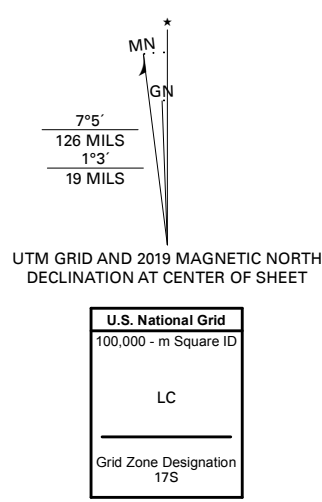 MN
GN
7°5´
126 MILS
1°3´
19 MILS
UTM GRID AND 2019 MAGNETIC NORTH
DECLINATION AT CENTER OF SHEET
U.S. National Grid
100,000 - m Square ID
LC
Grid Zone Designation
17S